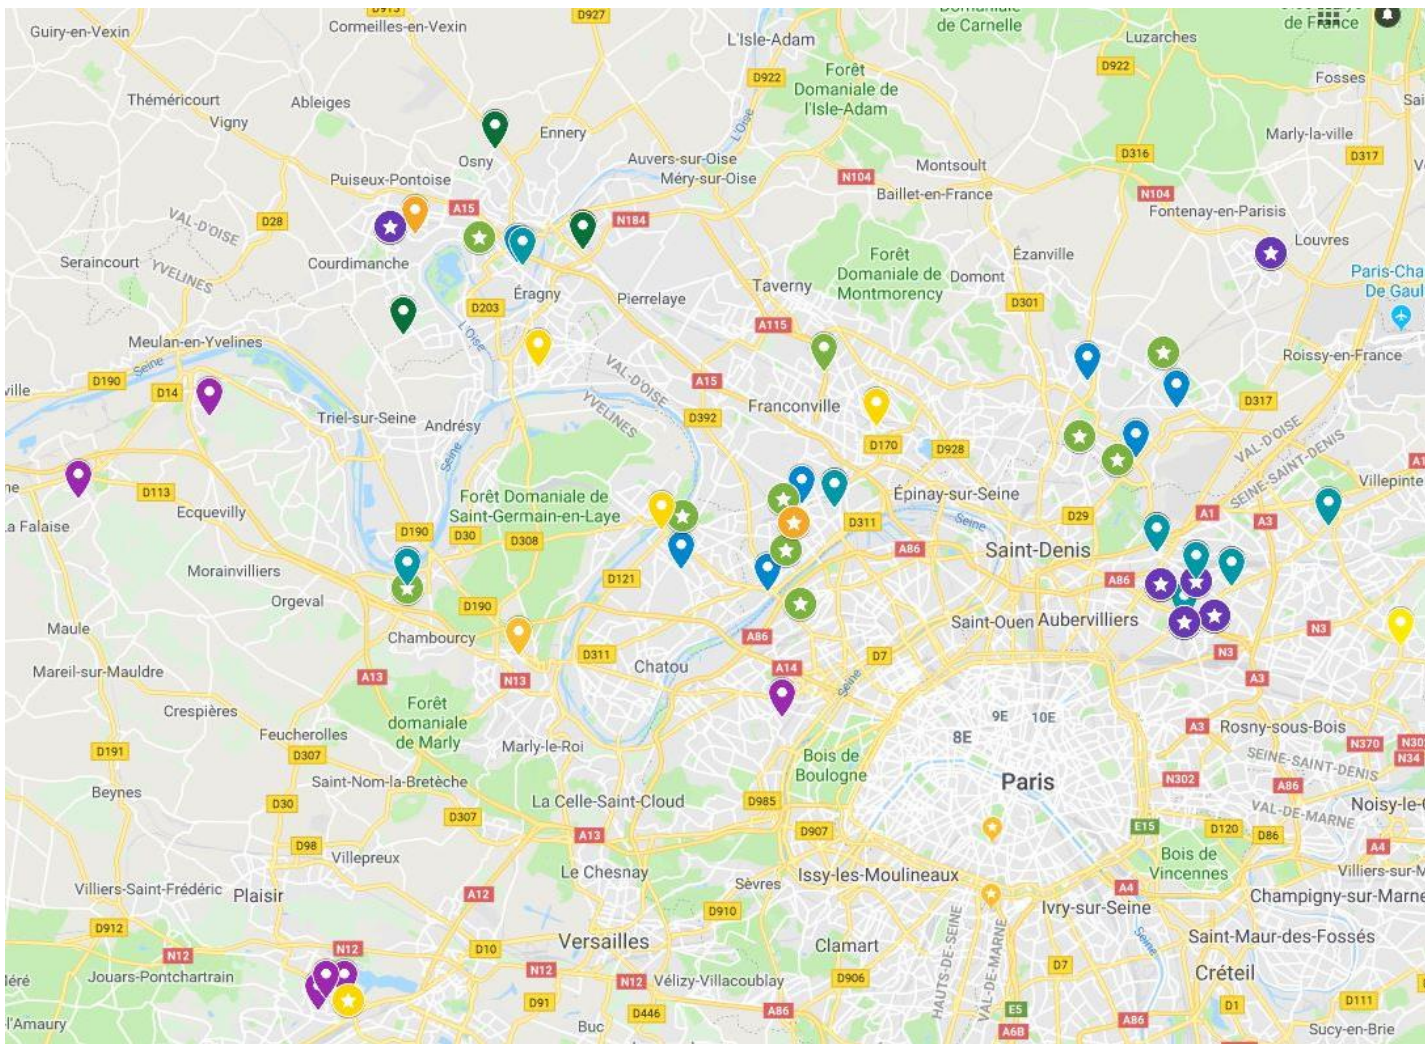 D915
Cormeilles-en-Vexin
D927
Guiry-en-Vexin
L'Isle-Adam
Domaniale
de Carnelle
de France
Luzarches
D922
D922
Fosses
Forêt
Domaniale de
l'Isle-Adam
Théméricourt
Ableiges
Vigny
Ennery
L'Oise
Marly-la-ville
Osny
Auvers-sur-Oise
Méry-sur-Oise
Montsoult
D316
D317
Puiseux-Pontoise
N104
Baillet-en-France
N104
Fontenay-en-Parisis
VAL-D'OISE
D28
A15
N184
Louvres
Seraincourt
YVELINES
Courdimanche
Forêt
Domaniale de
Montmorency
Domont
Ézanville
Paris-Cha
De Gaul
Éragny
Pierrelaye
Taverny
D203
D301
A115
L'Oise
Meulan-en-Yvelines
Roissy-en-France
Seine
ville
D190
D14
VAL-D'OISE
A15
YVELINES
Franconville
D317
D392
Triel-sur-Seine
Andrésy
D170
D928
VAL-D'OISE
SEINE-SAINT-DENIS
Seine
A1
Villepinte
D113
Ecquevilly
Forêt Domaniale de
Saint-Germain-en-Laye
Épinay-sur-Seine
Seine
La Falaise
D190
D30
D308
D311
D29
A1
A3
Saint-Denis
A86
Morainvilliers
D121
A86
Orgeval
D190
Saint-Ouen
Aubervilliers
Maule
Chambourcy
A86
N3
N3
Mareil-sur-Mauldre
D311
Chatou
D7
A14
A13
N13
Seine
A3
Crespières
Forêt
domaniale
de Marly
9E
10E
8E
A3
Rosny-sous-Bois
Feucherolles
Marly-le-Roi
D191
D307
Bois de
Boulogne
N370
SEINE-SAINT-DENIS
N34
Saint-Nom-la-Bretèche
Paris
N302
A86
Beynes
D30
La Celle-Saint-Cloud
D985
Noisy-le-
VAL-DE-MARNE
D307
A13
D907
E15
D120
D86
D98
Villepreux
Bois de
Vincennes
A4
Le Chesnay
Sèvres
Issy-les-Moulineaux
Villiers-sur-M
Villiers-Saint-Frédéric
Plaisir
A12
A4
Ivry-sur-Seine
Champigny-sur-Marne
D912
D910
Versailles
Clamart
HAUTS-DE-SEINE
VAL-DE-MARNE
Seine
Saint-Maur-des-Fossés
N12
N12
D10
D7
Jouars-Pontchartrain
N12
N12
Vélizy-Villacoublay
D906
Créteil
D91
D446
A86
E5
D1
D111
l'Amaury
Buc
A6B
A86
Sucy-en-Brie